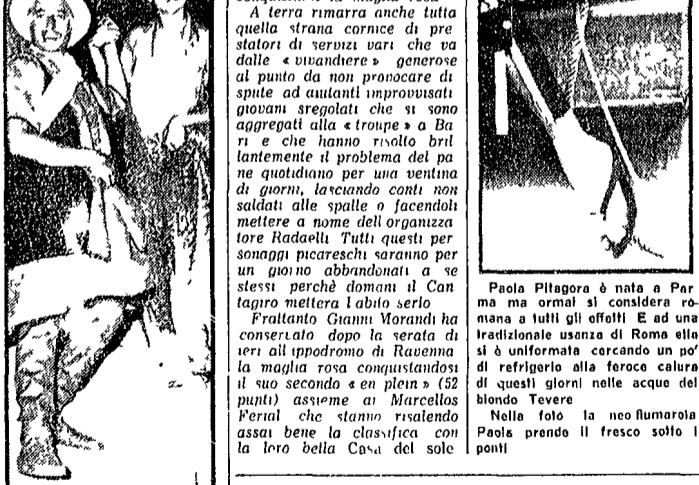 A terra rimarra anche tutta
quella strana cornice di pre
statori di servizi vari che va
dalle « vivandiere » generose
al punto da non provocare di
spute ad aiutanti improvvisati
giovani sregolati che si sono
aggregati alla « troupe » a Ba
ri e che hanno risolto bril
lantemente il problema del pa
ne quotidiano per una ventina
di giorni, lasciando conti non
saldati alle spalle o facendoli
mettere a nome dell organizza
tore Radaelli Tutti questi per
sonaggi picareschi saranno per
un giorno abbandonati a se
stessi perchè domani il Can
tagiro mettera l abito serio
Frattanto Gianni Morandi ha
conservato dopo la serata di
ieri all ippodromo di Ravenna
la maglia rosa conquistandosi
il suo secondo « en plein » (52
punti) assieme ai Marcellos
Ferial che stanno risalendo
assai bene la classifica con
la loro bella Casa del sole
Paola Pitagora è nata a Par
ma ma ormai si considera ro-
mana a tutti gli effetti E ad una
tradizionale usanza di Roma ella
si è uniformata cercando un po'
di refrigerio alla feroce calura
di questi giorni nelle acque del
biondo Tevere
Nella foto la neo fiumarola
Paola prende il fresco sotto i
ponti